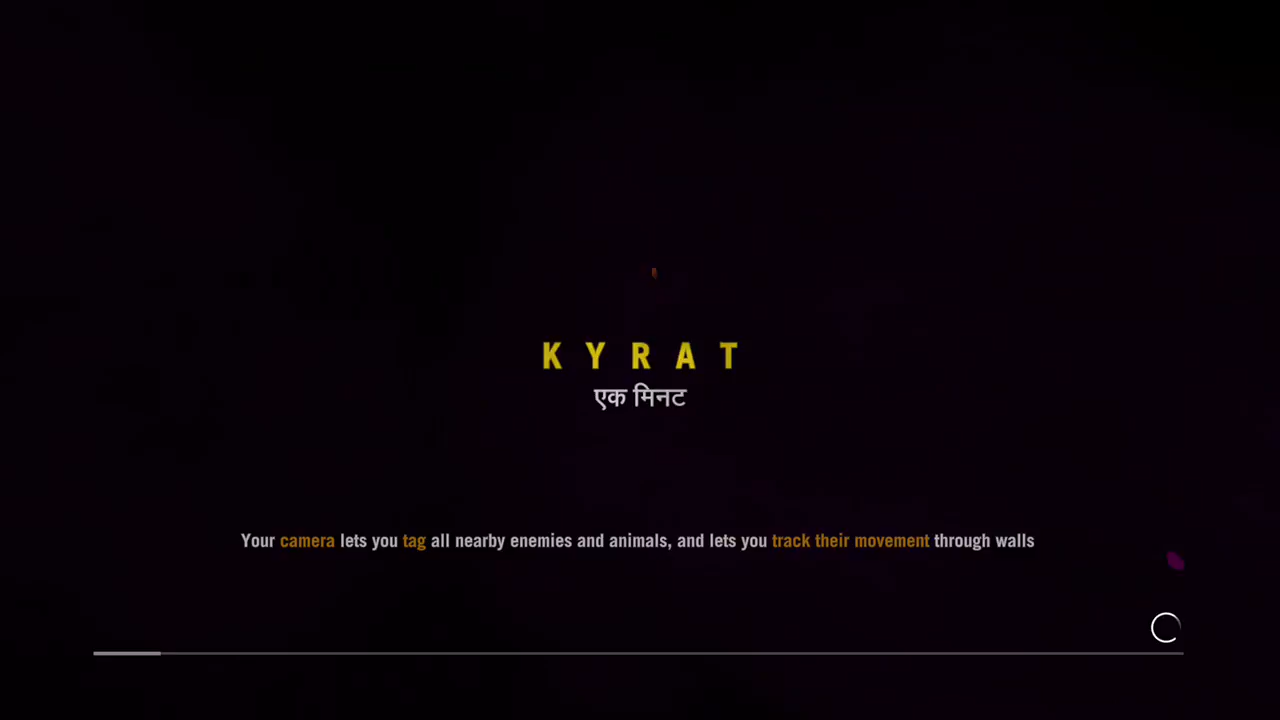 KYRAT
एक मिनट
Your camera lets you tag all nearby enemies and animals, and lets you track their movement through walls